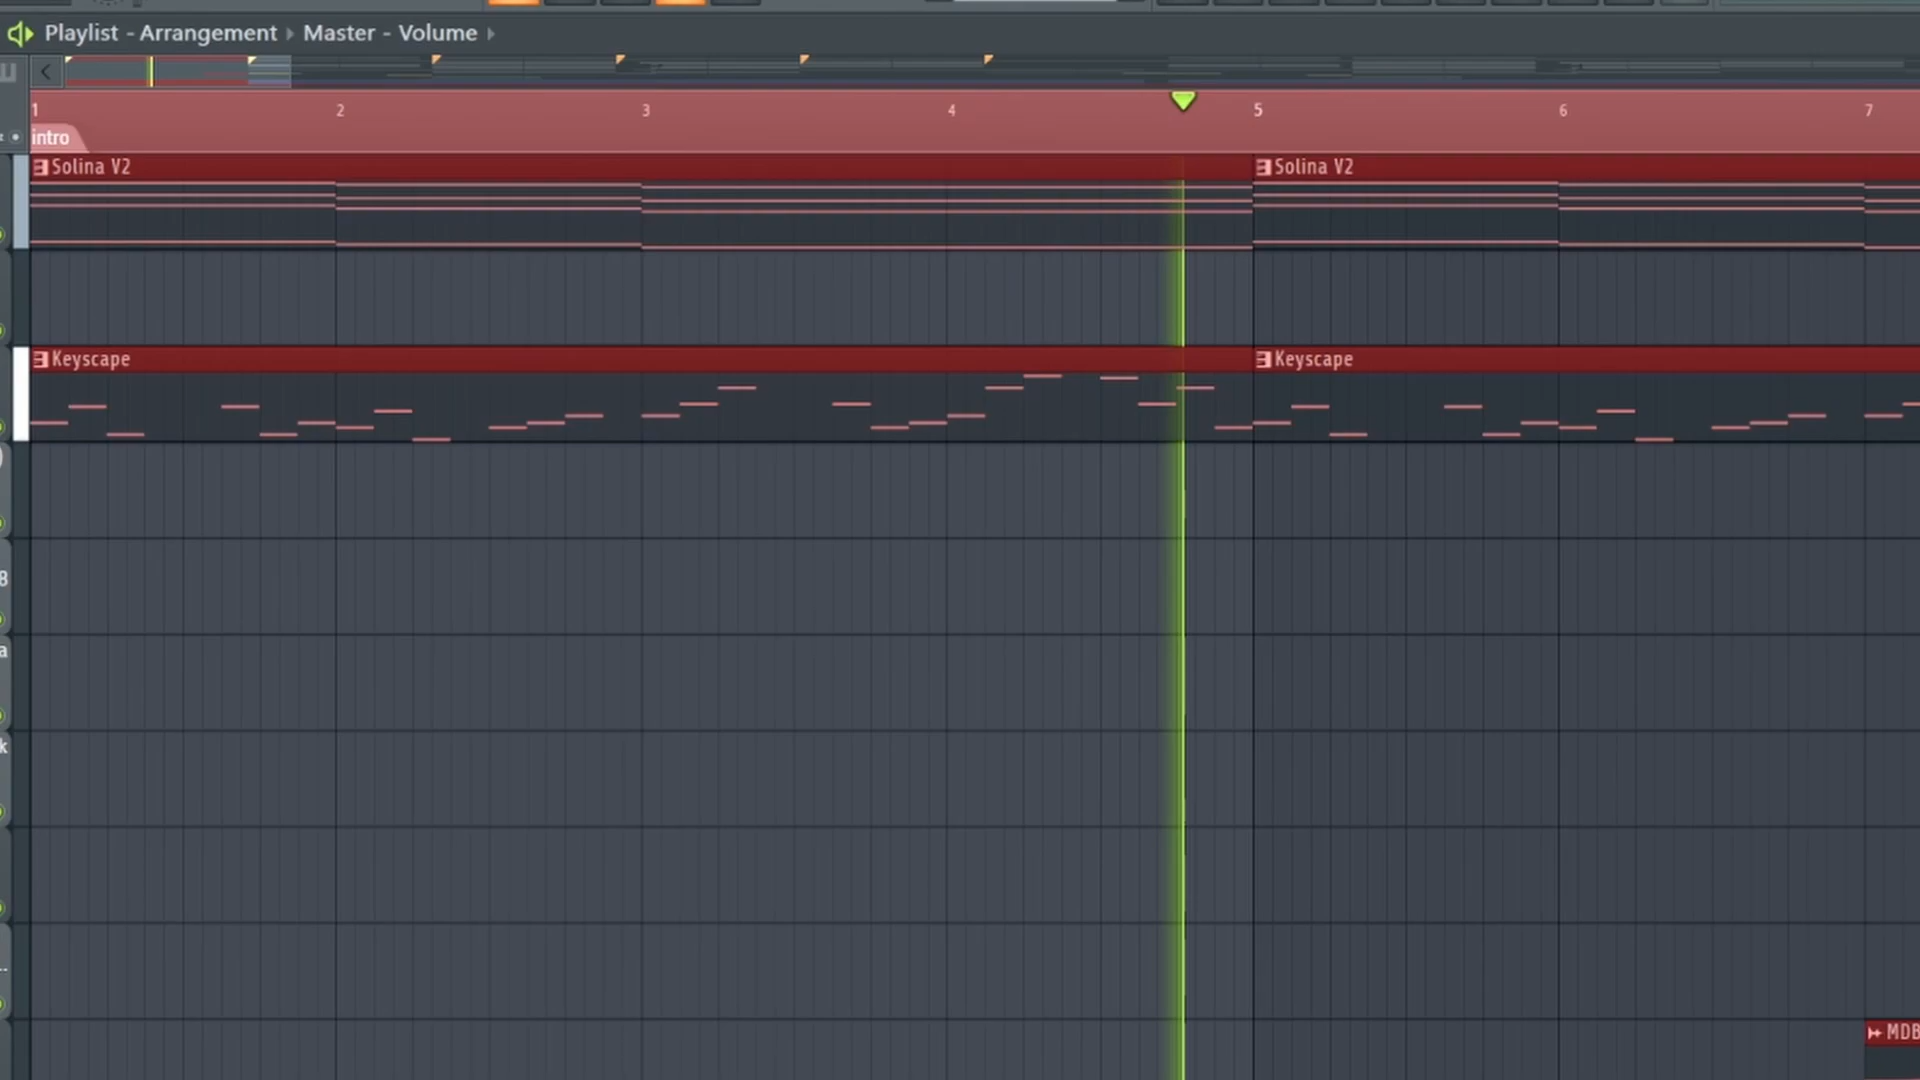 Playlist - Arrangement Master - Volume
1 2 3 4 5 6 7
intro
Solina V2 Solina V2
Keyscape Keyscape
8
a
k
MDB